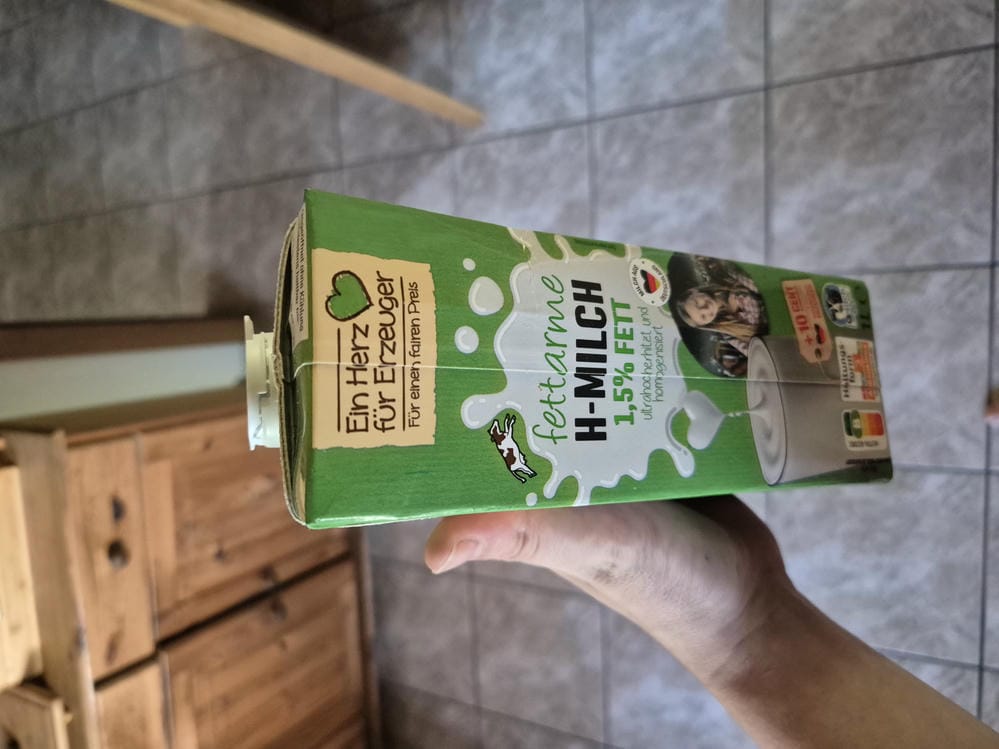 Ein Herz
für Erzeuger
Für einen fairen Preis
fettarme
H-MILCH
1,5% FETT
ultrahocherhitzt und
homogenisiert
MILCH AUS
DEUTSCHLAND
+10 CENT
Haltungs-
form
1L e